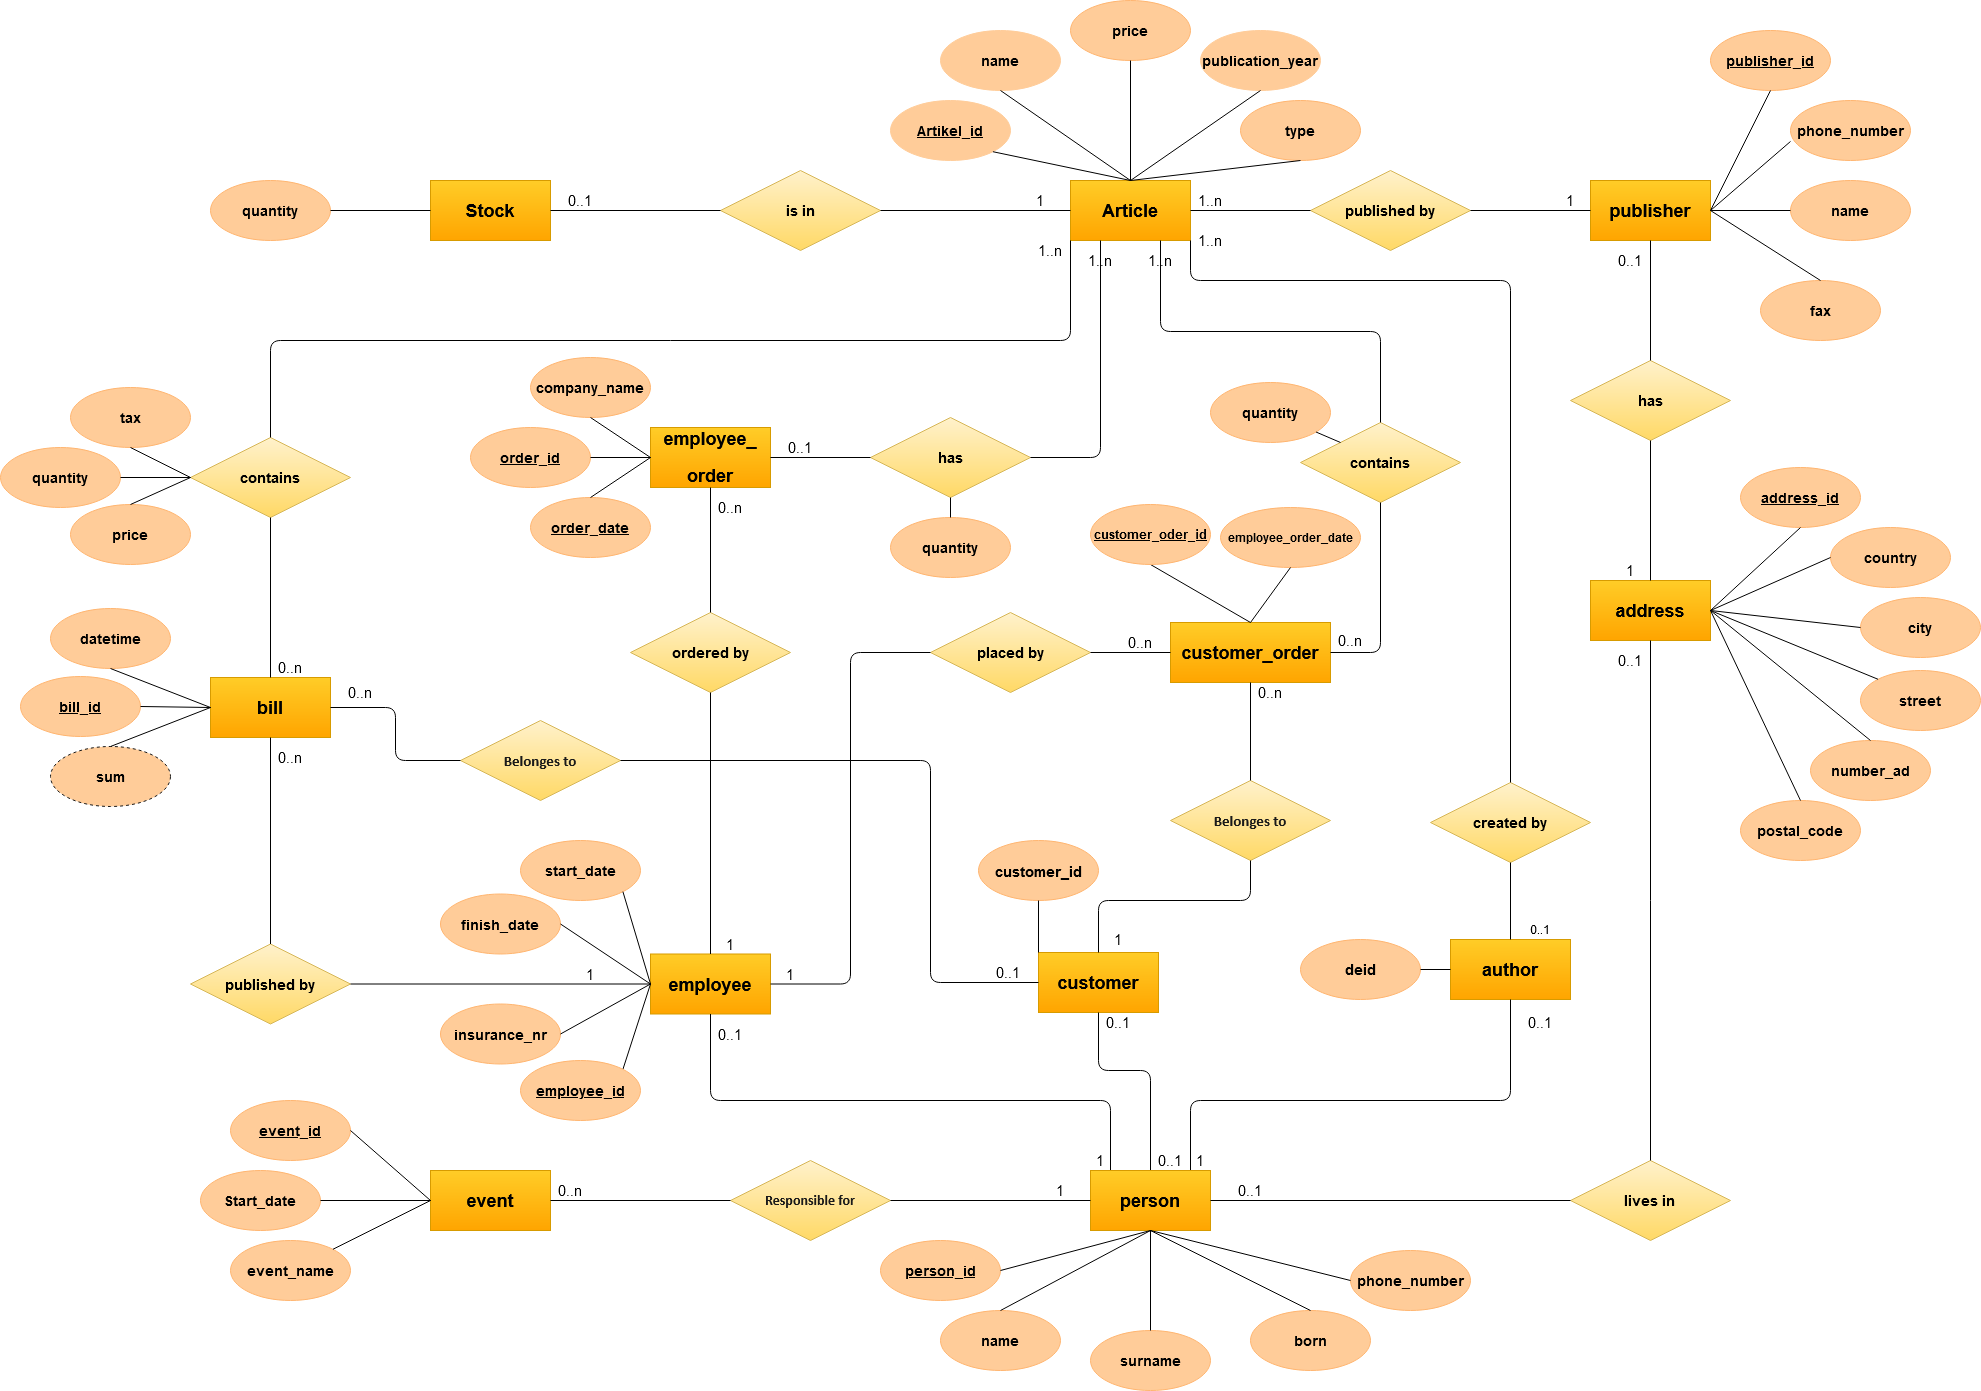 price
name
publication_year
publisher_id
Artikel_id
type
phone_number
quantity
Stock
0..1
is in
1
Article
1..n
published by
1
publisher
name
1..n
1..n
1..n
1..n
0..1
fax
company_name
has
tax
quantity
employee_
order
0..1
order_id
has
contains
quantity
contains
address_id
price
order_date
0..n
quantity
customer_oder_id
employee_order_date
country
1
address
city
datetime
0..n
ordered by
placed by
0..n
customer_order
0..n
0..1
bill_id
bill
0..n
0..n
street
sum
0..n
Belonges to
number_ad
Belonges to
created by
postal_code
start_date
customer_id
finish_date
1
1
0..1
published by
1
employee
1
0..1
customer
deid
author
insurance_nr
0..1
0..1
0..1
employee_id
event_id
1
0..1
1
Start_date
event
0..n
Responsible for
1
person
0..1
lives in
event_name
person_id
phone_number
name
surname
born